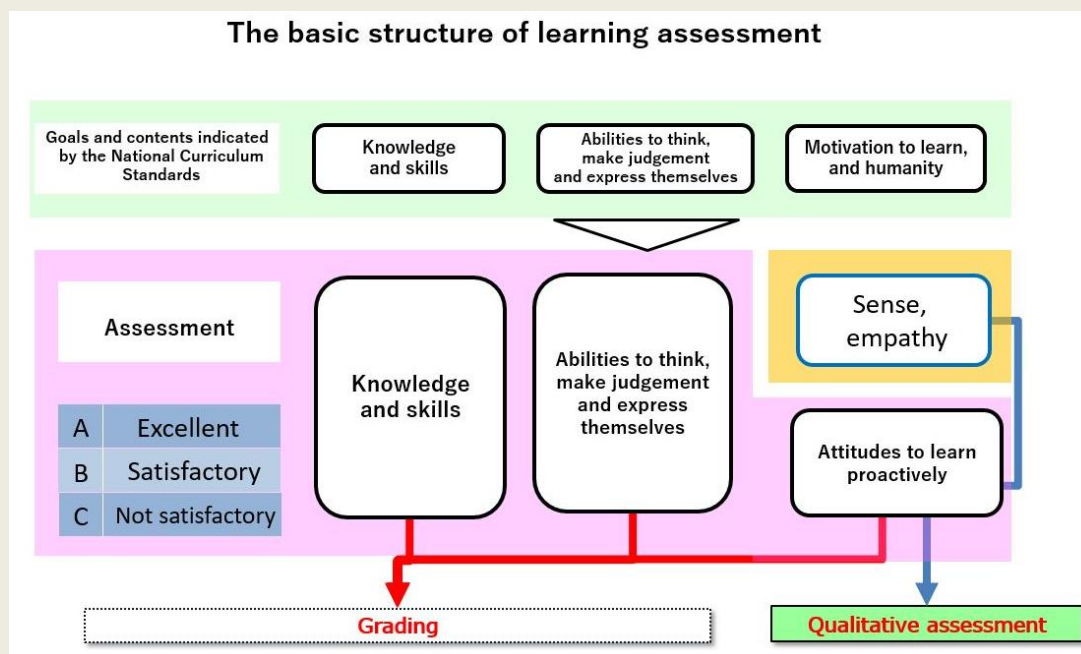 The basic structure of learning assessment
Goals and contents indicated
by the National Curriculum
Standards
Knowledge
and skills
Abilities to think,
make judgement
and express themselves
Motivation to learn,
and humanity
Assessment
A Excellent
B Satisfactory
C Not satisfactory
Knowledge
and skills
Abilities to think,
make judgement
and express
themselves
Sense,
empathy
Attitudes to learn
proactively
Grading
Qualitative assessment